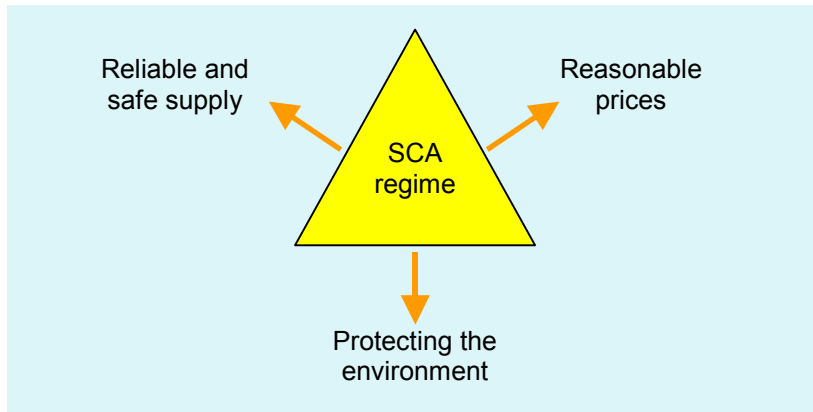 Reliable and
safe supply
Reasonable
prices
SCA
regime
Protecting the
environment